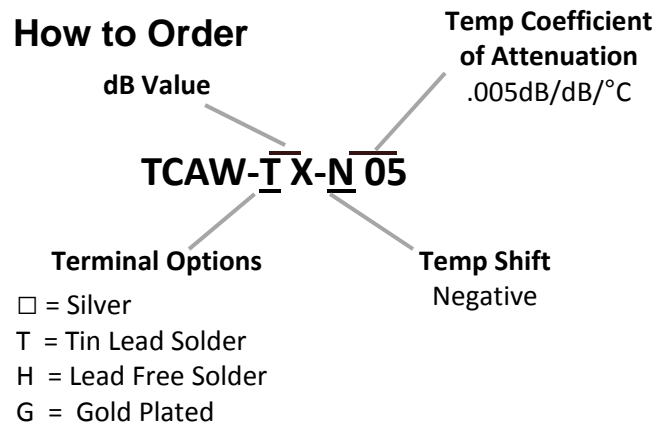 How to Order
Temp Coefficient
of Attenuation
.005dB/dB/°C
dB Value
TCAW-T X-N 05
Terminal Options
□ = Silver
T = Tin Lead Solder
H = Lead Free Solder
G = Gold Plated
Temp Shift
Negative